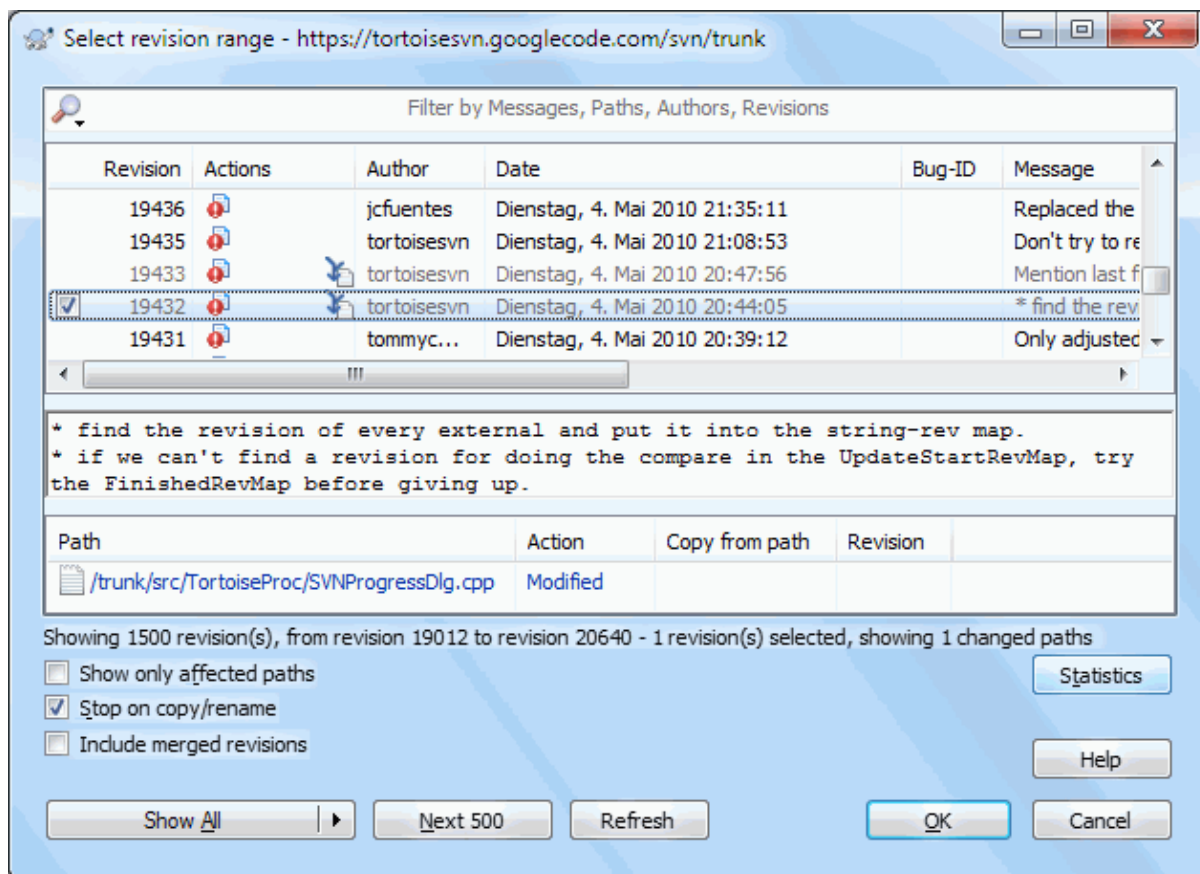 Select revision range - https://tortoisesvn.googlecode.com/svn/trunk
Filter by Messages, Paths, Authors, Revisions
Revision Actions Author Date Bug-ID Message
19436 jcfuentes Dienstag, 4. Mai 2010 21:35:11 Replaced the
19435 tortoisesvn Dienstag, 4. Mai 2010 21:08:53 Don't try to re
19433 tortoisesvn Dienstag, 4. Mai 2010 20:47:56 Mention last f
19432 tortoisesvn Dienstag, 4. Mai 2010 20:44:05 * find the rev
19431 tommyc... Dienstag, 4. Mai 2010 20:39:12 Only adjusted
* find the revision of every external and put it into the string-rev map.
* if we can't find a revision for doing the compare in the UpdateStartRevMap, try
the FinishedRevMap before giving up.
Path Action Copy from path Revision
/trunk/src/TortoiseProc/SVNProgressDlg.cpp Modified
Showing 1500 revision(s), from revision 19012 to revision 20640 - 1 revision(s) selected, showing 1 changed paths
Show only affected paths
Statistics
Stop on copy/rename
Include merged revisions
Help
Show All Next 500 Refresh OK Cancel